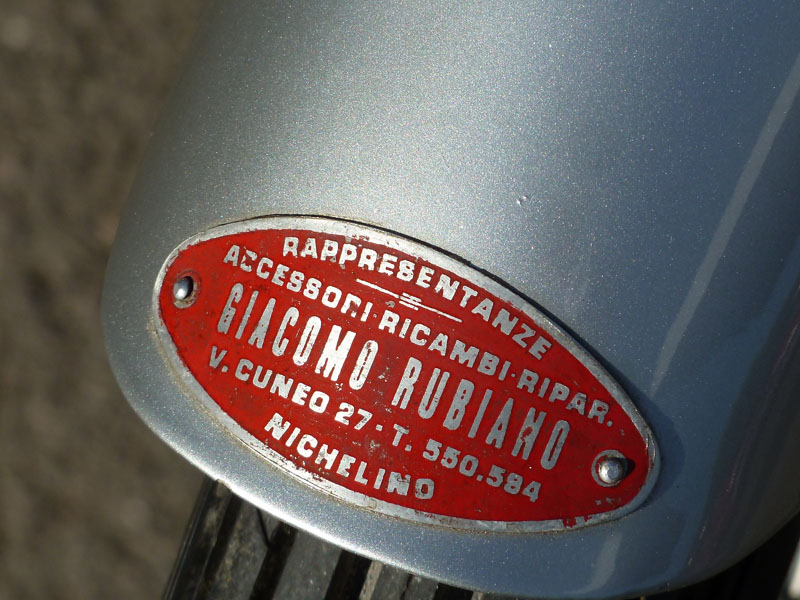 RAPPRESENTANZE
ACCESSORI-RICAMBI-RIPAR.
GIACOMO RUBIANO
V. CUNEO 27-T. 550.584
NICHELINO